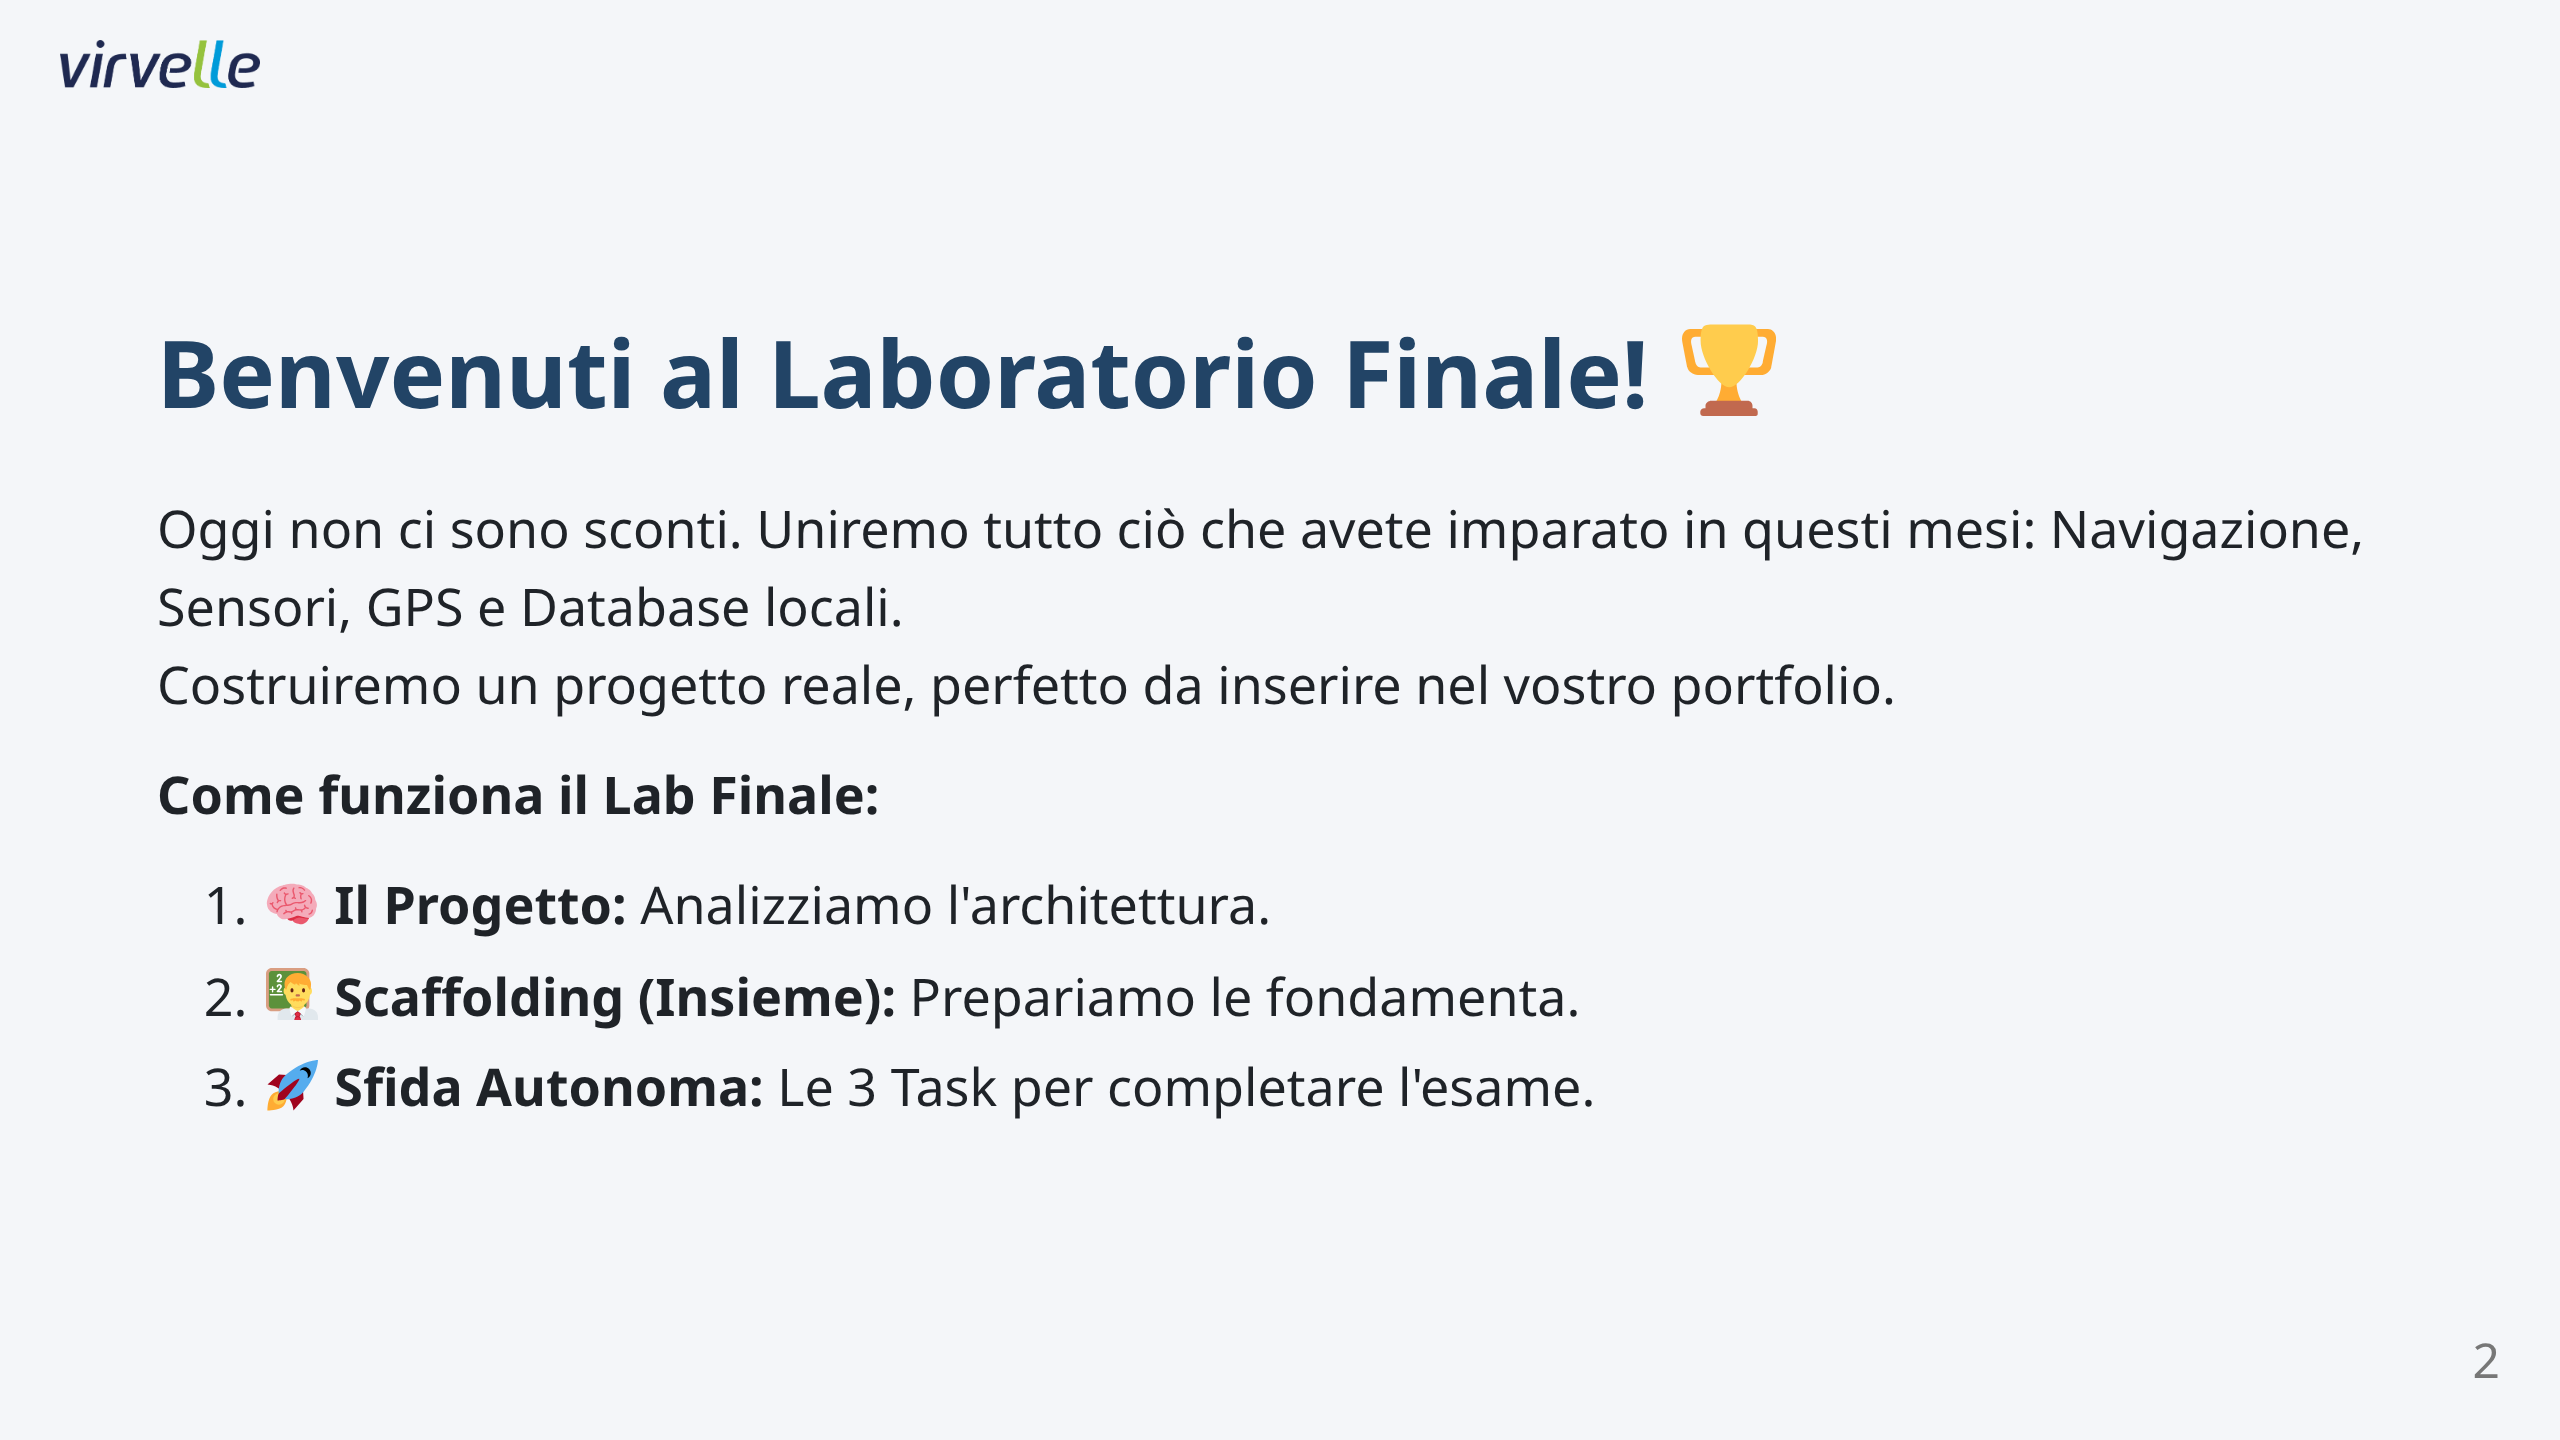 virvelle
Benvenuti al Laboratorio Finale! 🏆
Oggi non ci sono sconti. Uniremo tutto ciò che avete imparato in questi mesi: Navigazione,
Sensori, GPS e Database locali.
Costruiremo un progetto reale, perfetto da inserire nel vostro portfolio.
Come funziona il Lab Finale:
1. 🧠 Il Progetto: Analizziamo l'architettura.
2. 👨‍🏫 Scaffolding (Insieme): Prepariamo le fondamenta.
3. 🚀 Sfida Autonoma: Le 3 Task per completare l'esame.
2